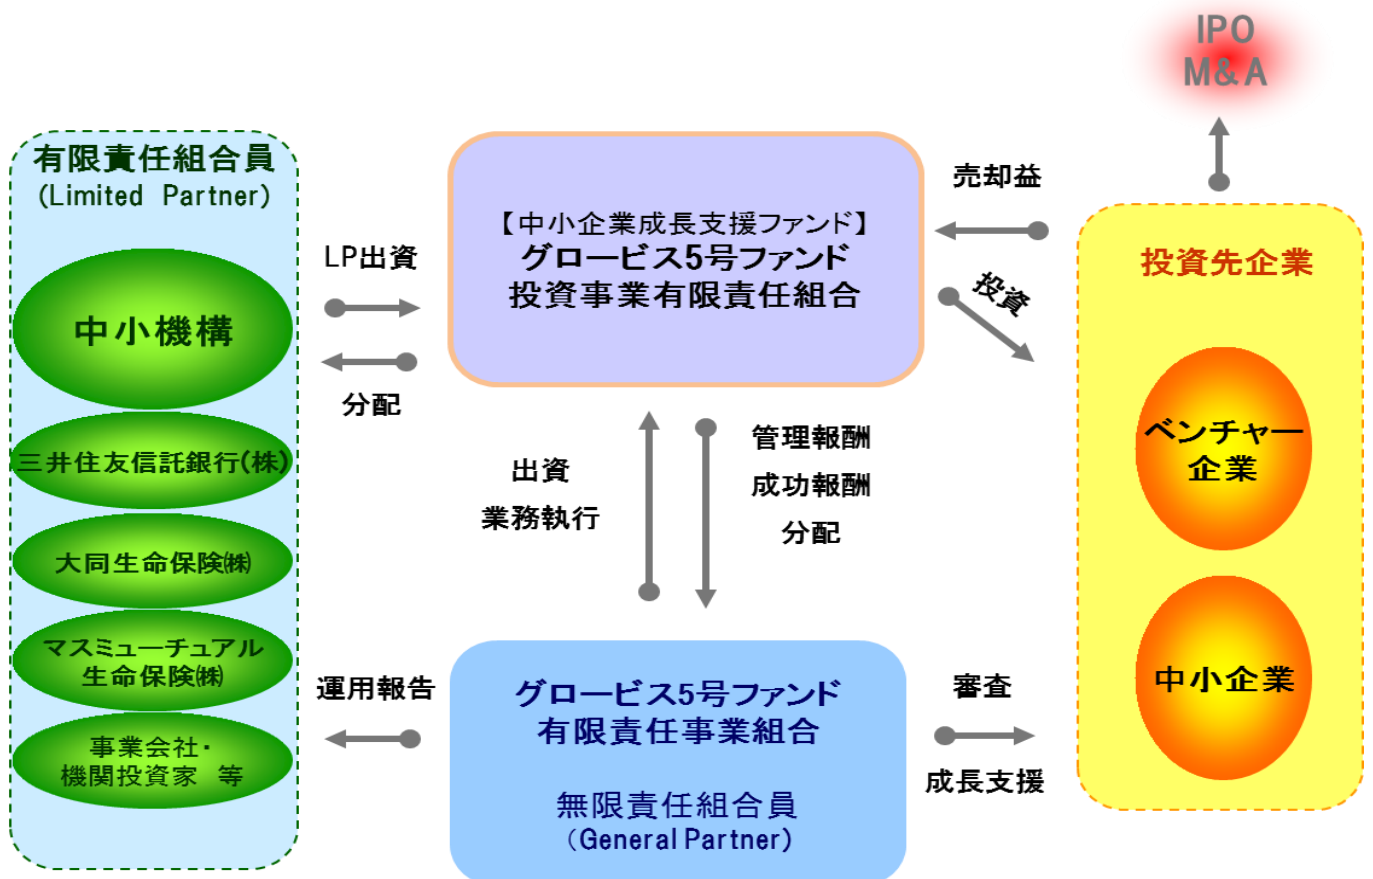 IPO
M&A
有限責任組合員
(Limited Partner)
中小機構
三井住友信託銀行(株)
大同生命保険㈱
マスミューチュアル
生命保険㈱
事業会社・
機関投資家 等
LP出資
分配
運用報告
【中小企業成長支援ファンド】
グロービス5号ファンド
投資事業有限責任組合
出資
業務執行
管理報酬
成功報酬
分配
グロービス5号ファンド
有限責任事業組合
無限責任組合員
(General Partner)
売却益
投資
審査
成長支援
投資先企業
ベンチャー
企業
中小企業